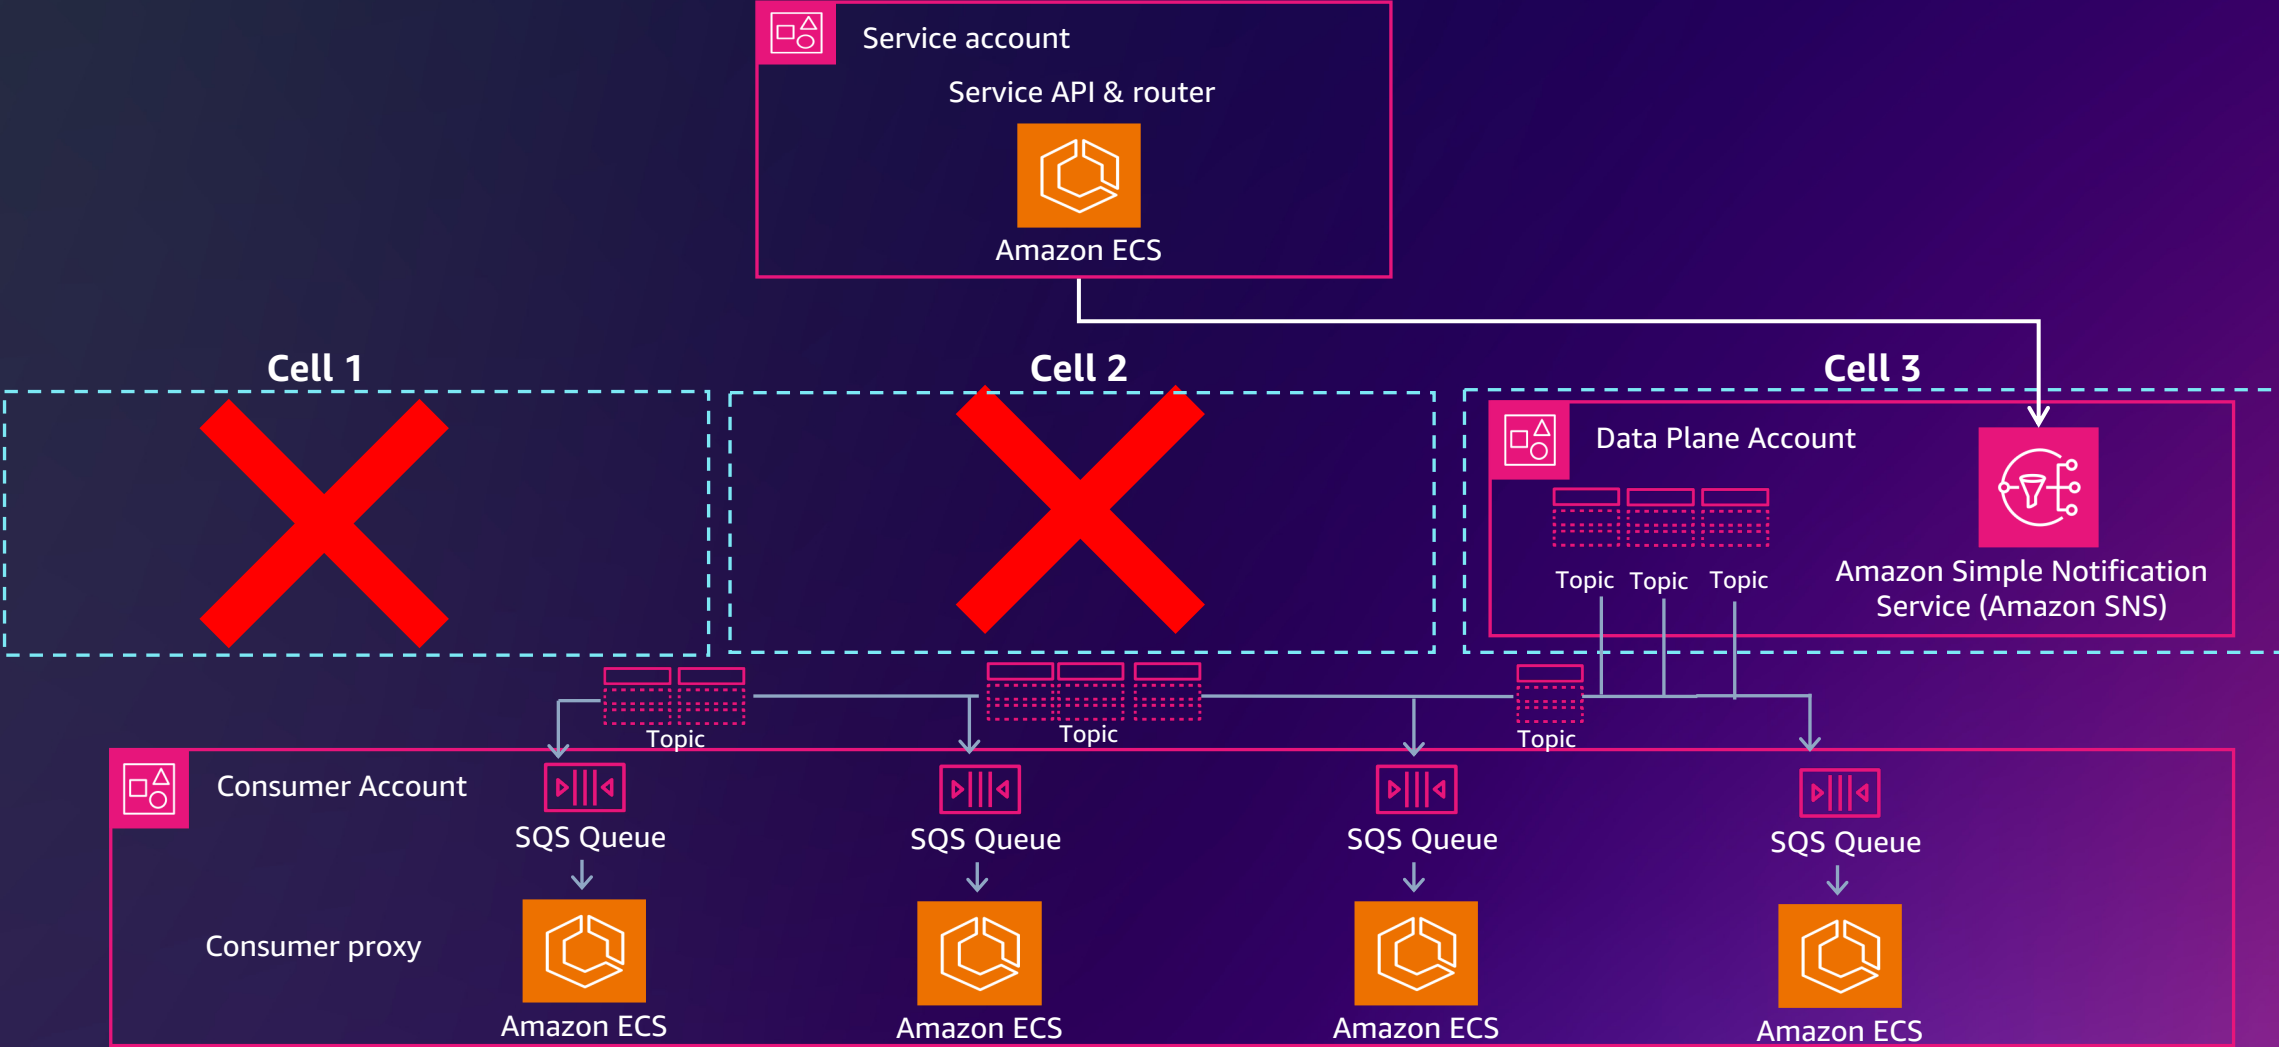 Service account
Service API & router
Amazon ECS
Cell 1
Cell 2
Cell 3
Data Plane Account
Topic
Topic
Topic
Amazon Simple Notification
Service (Amazon SNS)
Topic
Topic
Topic
Consumer Account
SQS Queue
SQS Queue
SQS Queue
SQS Queue
Consumer proxy
Amazon ECS
Amazon ECS
Amazon ECS
Amazon ECS